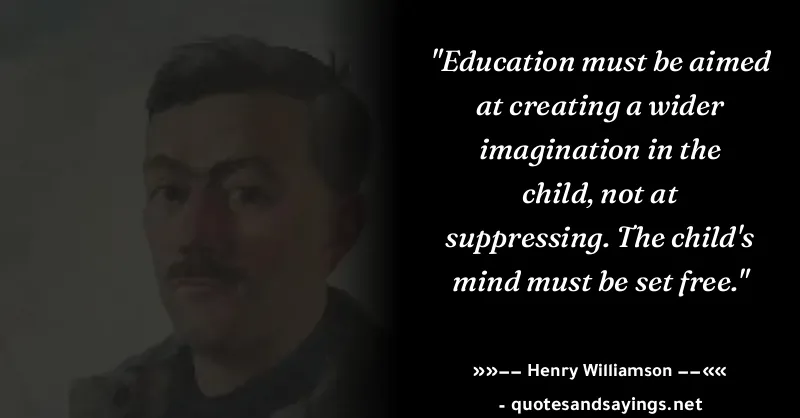 "Education must be aimed
at creating a wider
imagination in the
child, not at
suppressing. The child's
mind must be set free."
»»−− Henry Williamson −−««
- quotesandsayings.net